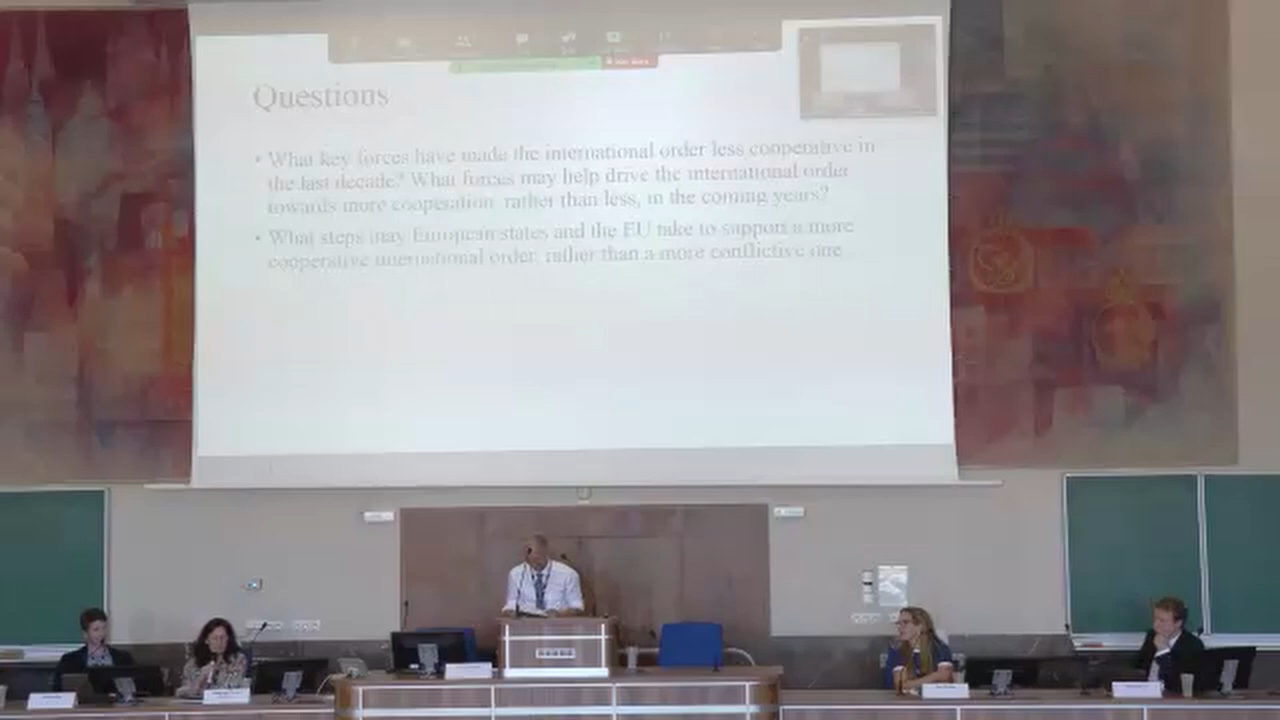 Questions
• What key forces have made the international order less cooperative in
the last decade? What forces may help drive the international order
towards more cooperation, rather than less, in the coming years?
• What steps may European states and the EU take to support a more
cooperative international order, rather than a more conflictive one